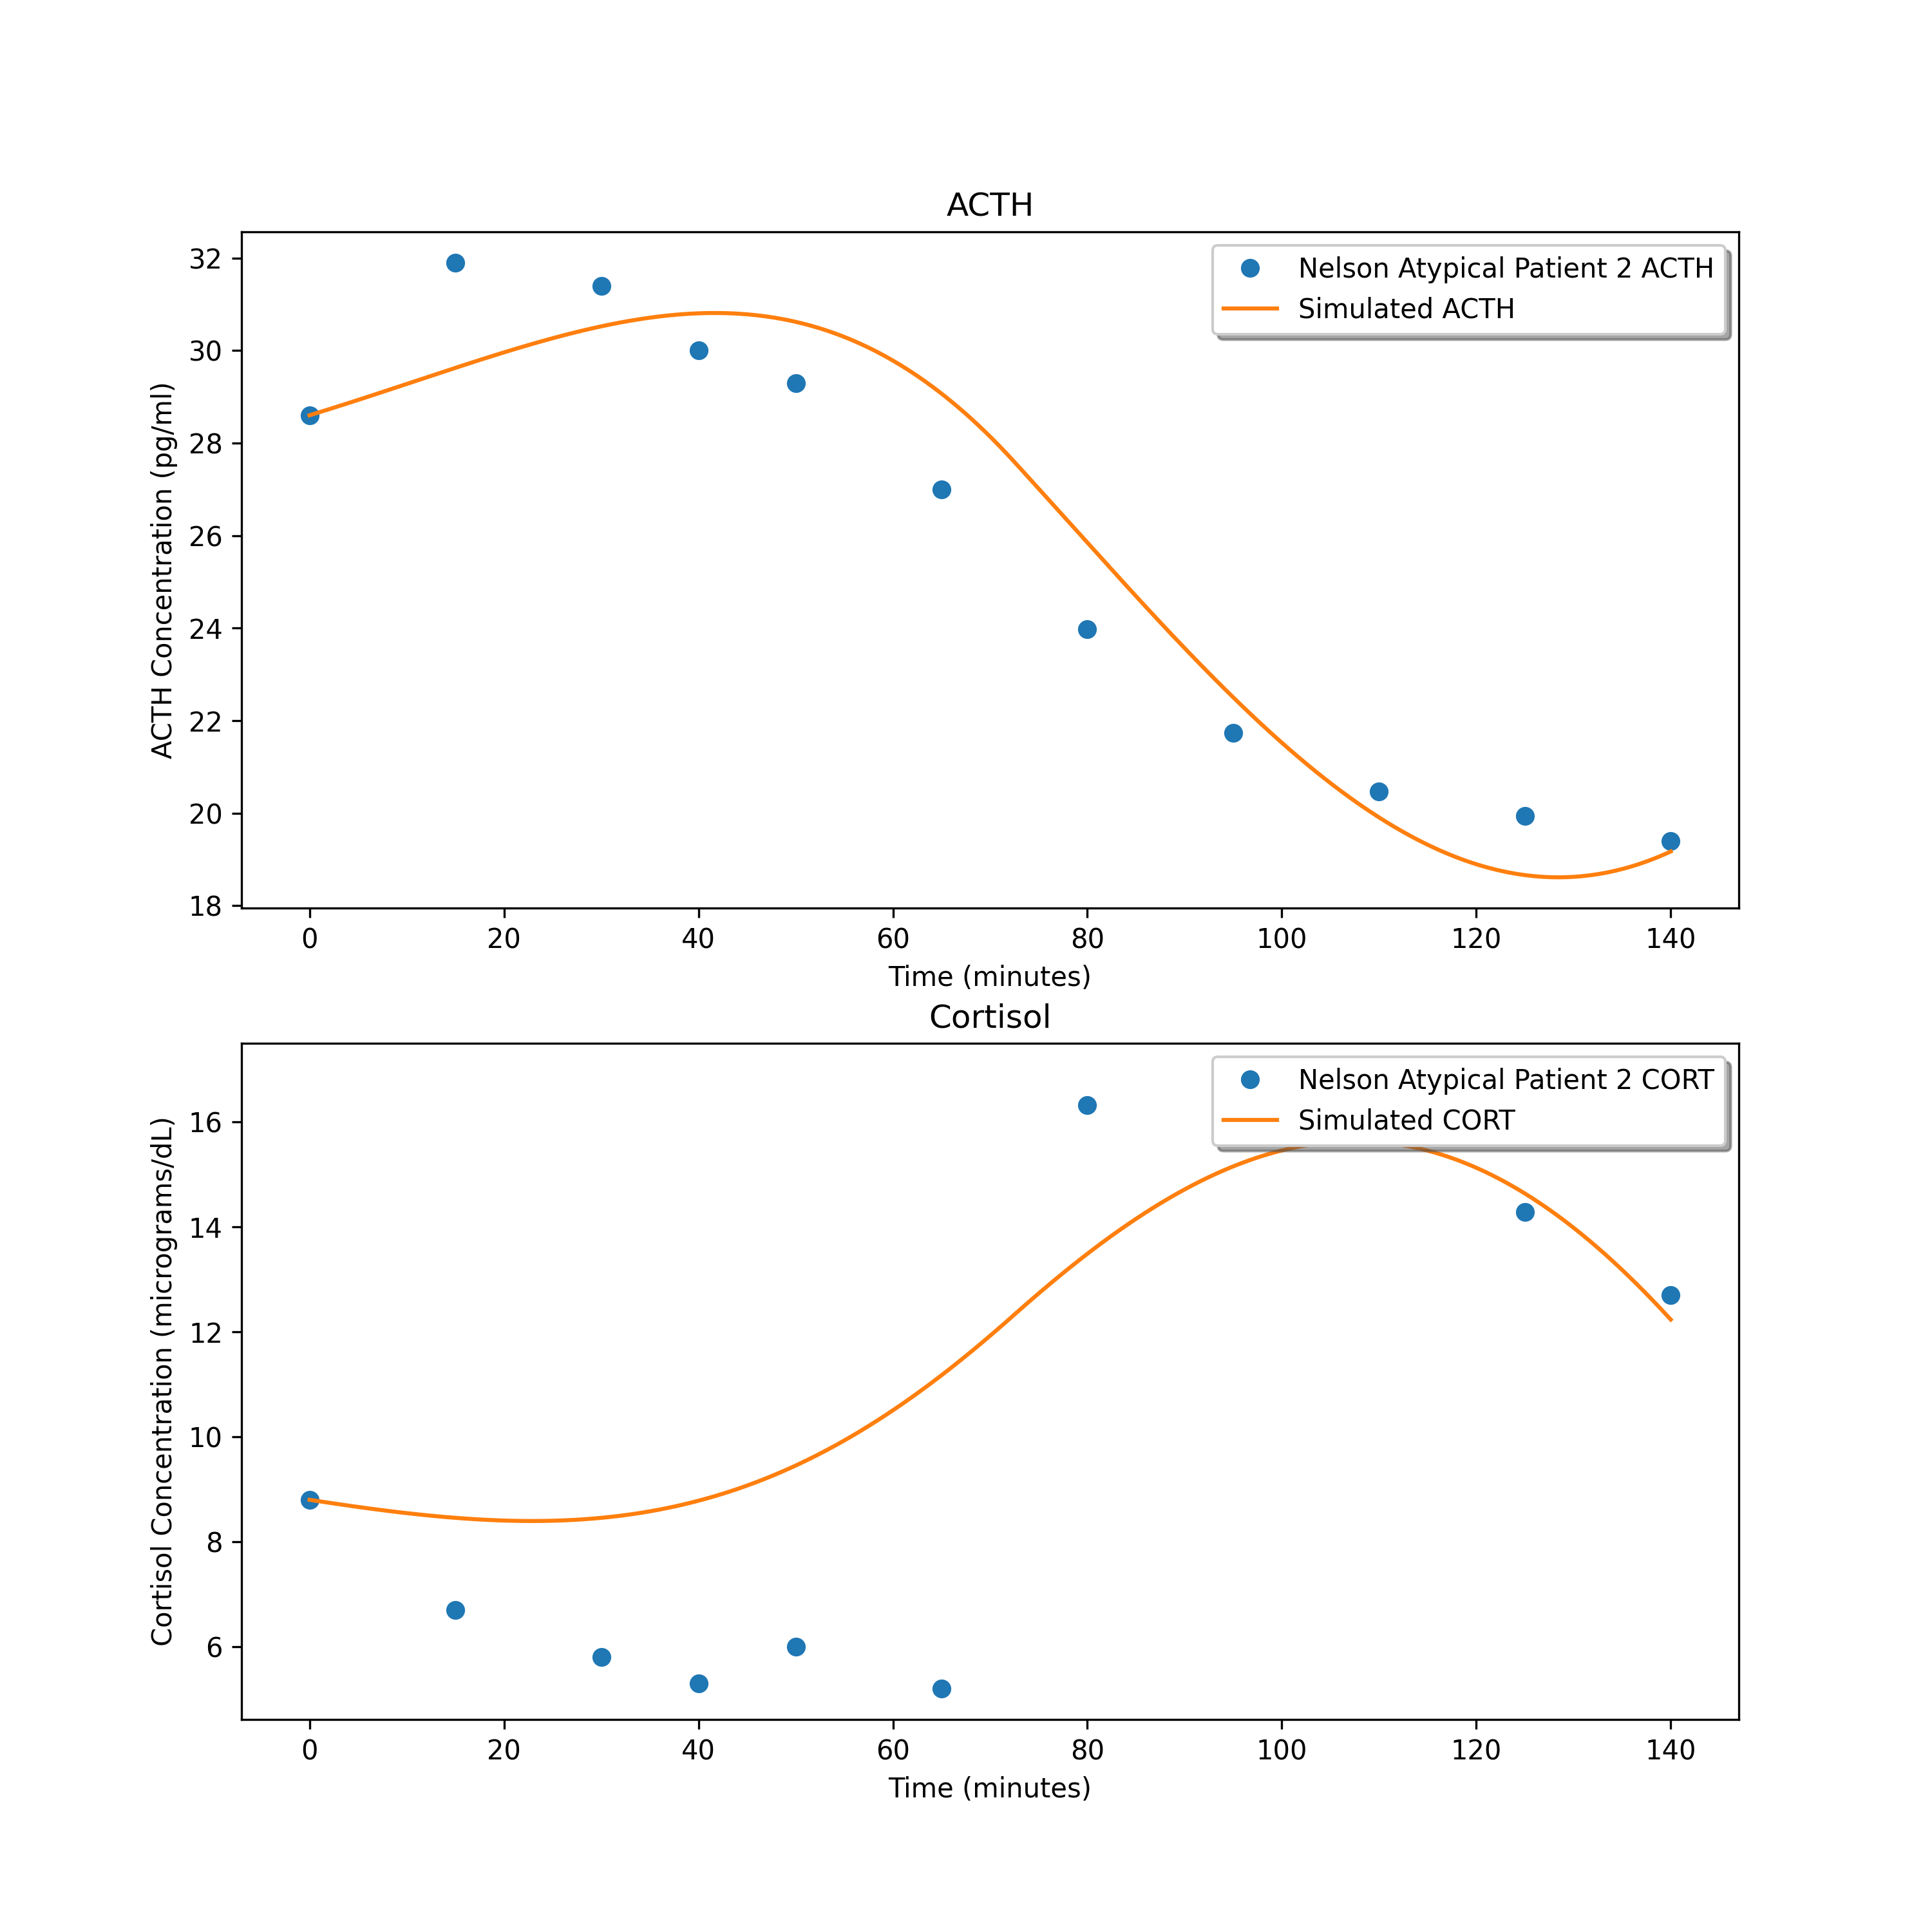 ACTH
Nelson Atypical Patient 2 ACTH
Simulated ACTH
32
30
28
26
24
22
20
18
ACTH Concentration (pg/ml)
0 20 40 60 80 100 120 140
Time (minutes)
Cortisol
Nelson Atypical Patient 2 CORT
Simulated CORT
16
14
12
10
8
6
Cortisol Concentration (micrograms/dL)
0 20 40 60 80 100 120 140
Time (minutes)